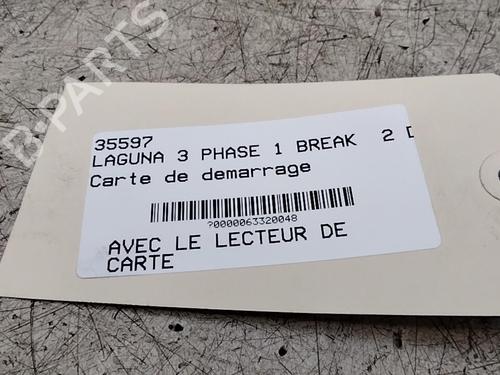 B-PARTS
35597
LAGUNA 3 PHASE 1 BREAK 2 D
Carte de demarrage
?0000063320048
AVEC LE LECTEUR DE
CARTE